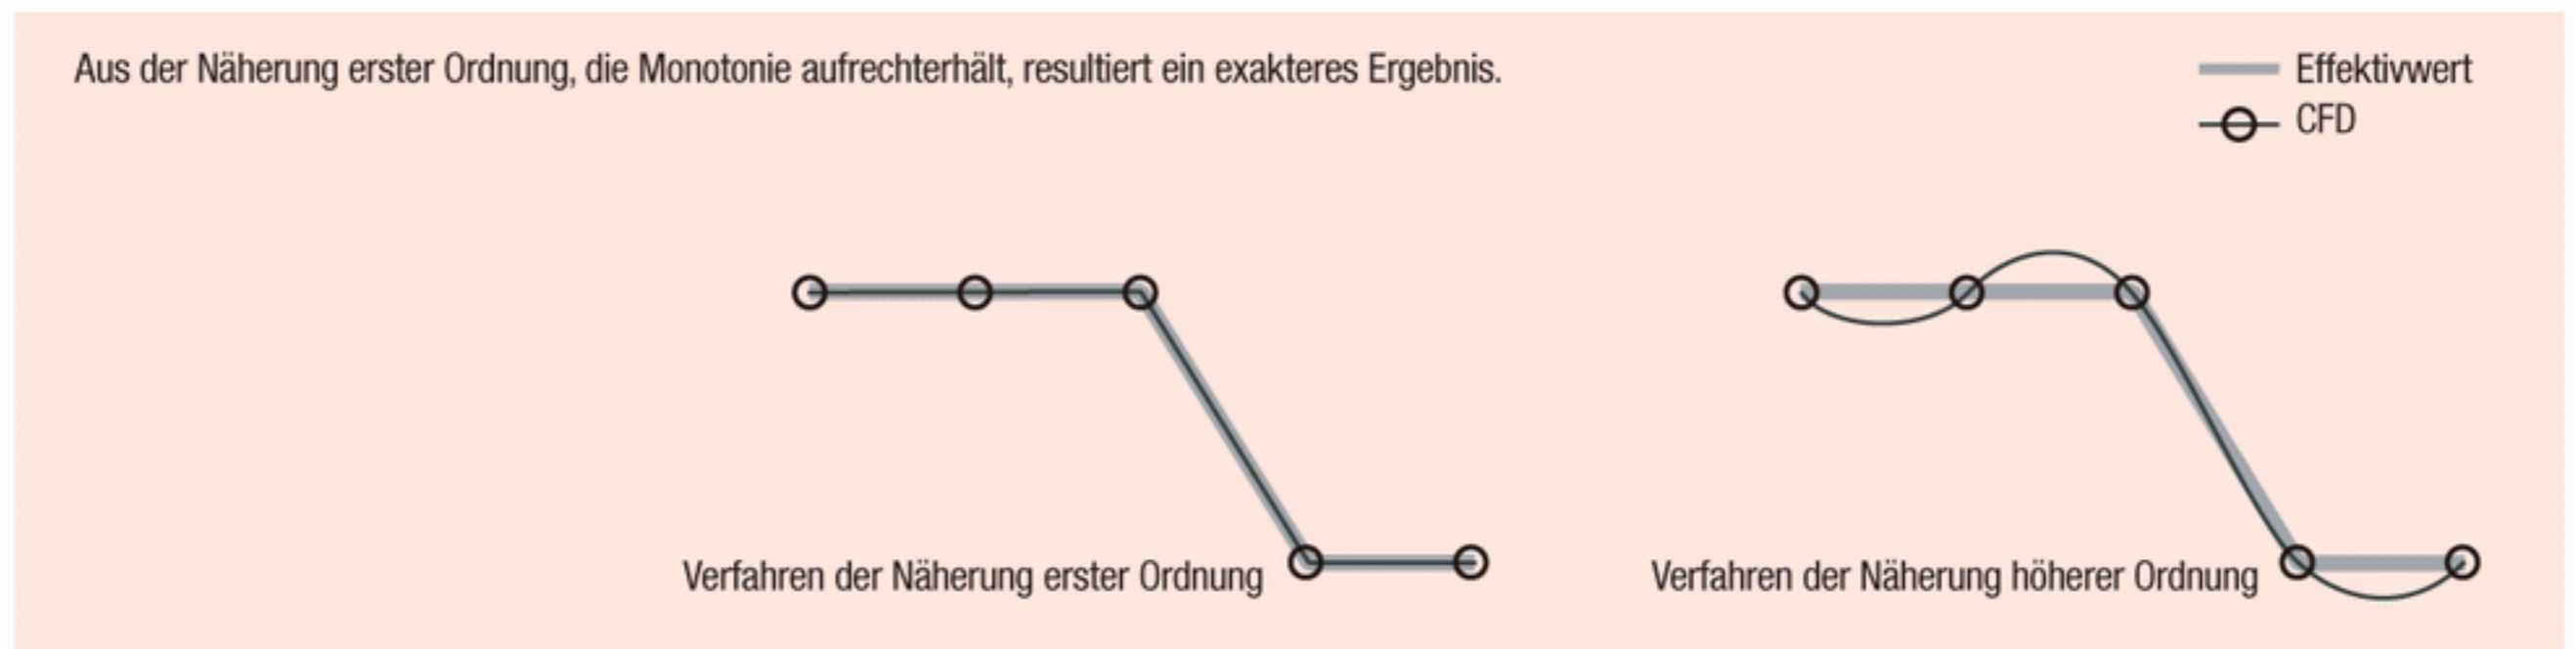 Aus der Näherung erster Ordnung, die Monotonie aufrechterhält, resultiert ein exakteres Ergebnis.
Effektivwert
CFD
Verfahren der Näherung erster Ordnung
Verfahren der Näherung höherer Ordnung